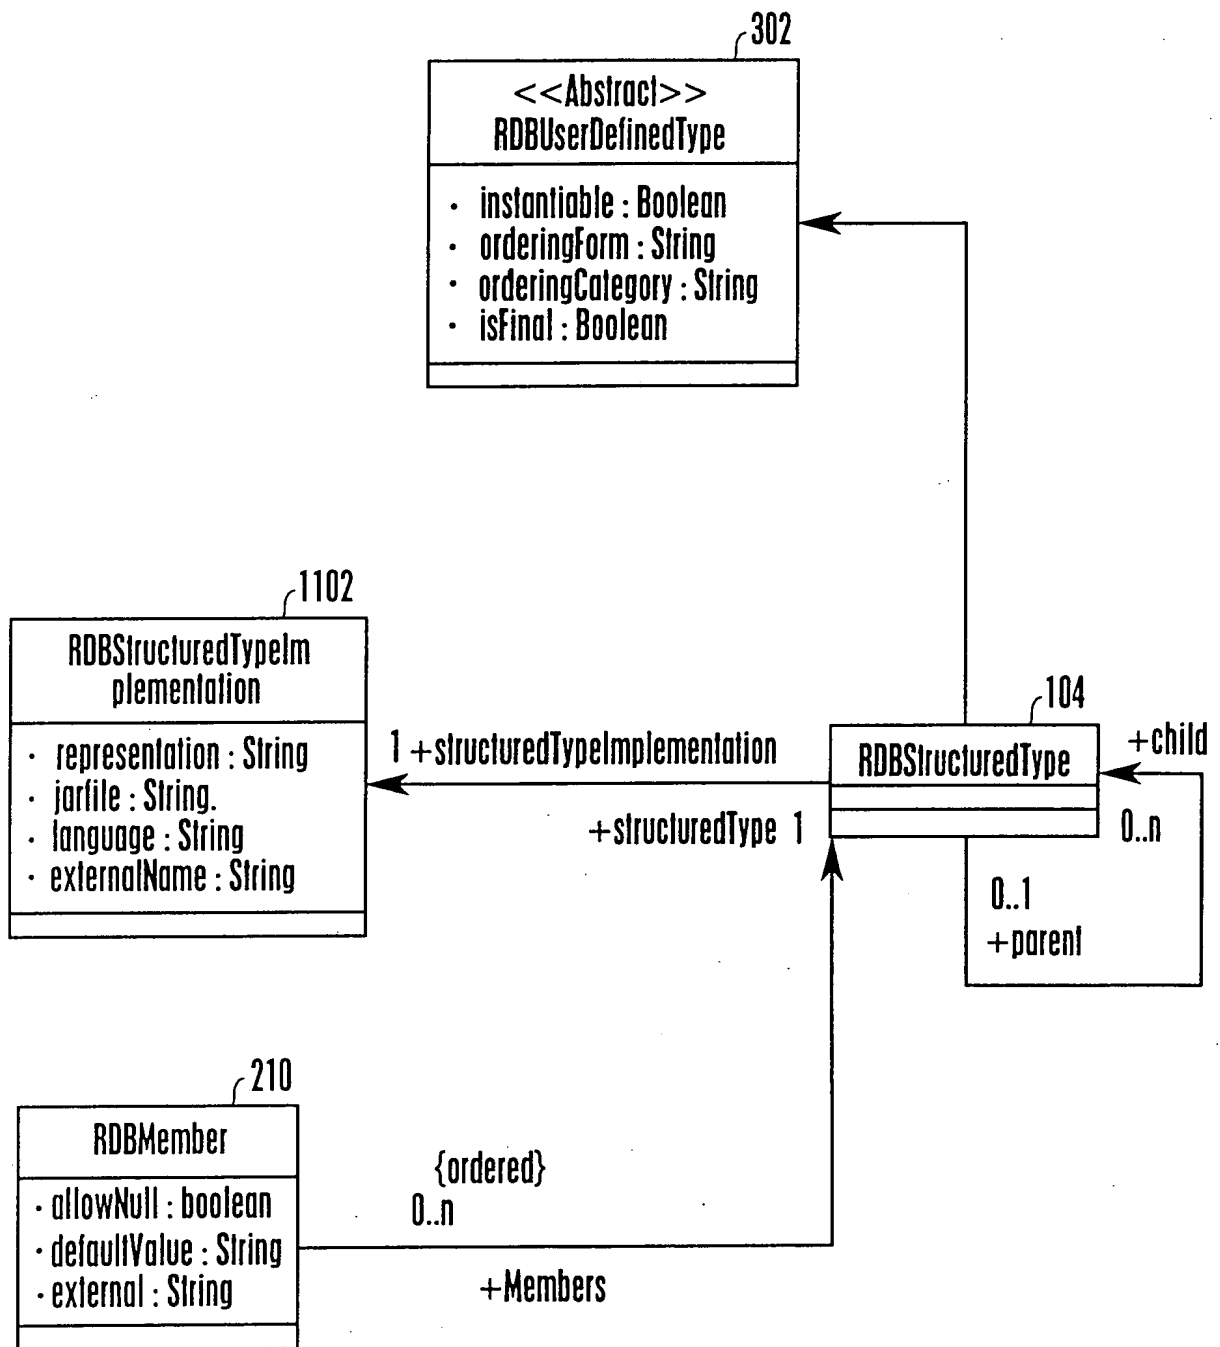 302
<<Abstract>>
RDBUserDefinedType
· instantiable : Boolean
· orderingForm : String
· orderingCategory : String
· isFinal : Boolean
1102
RDBStructuredTypeIm
plementation
· representation : String
· jarfile : String.
· language : String
· externalName : String
1 +structuredTypeImplementation
+structuredType 1
104
RDBStructuredType
+child
0..n
0..1
+parent
210
RDBMember
· allowNull : boolean
· defaultValue : String
· external : String
{ordered}
0..n
+Members